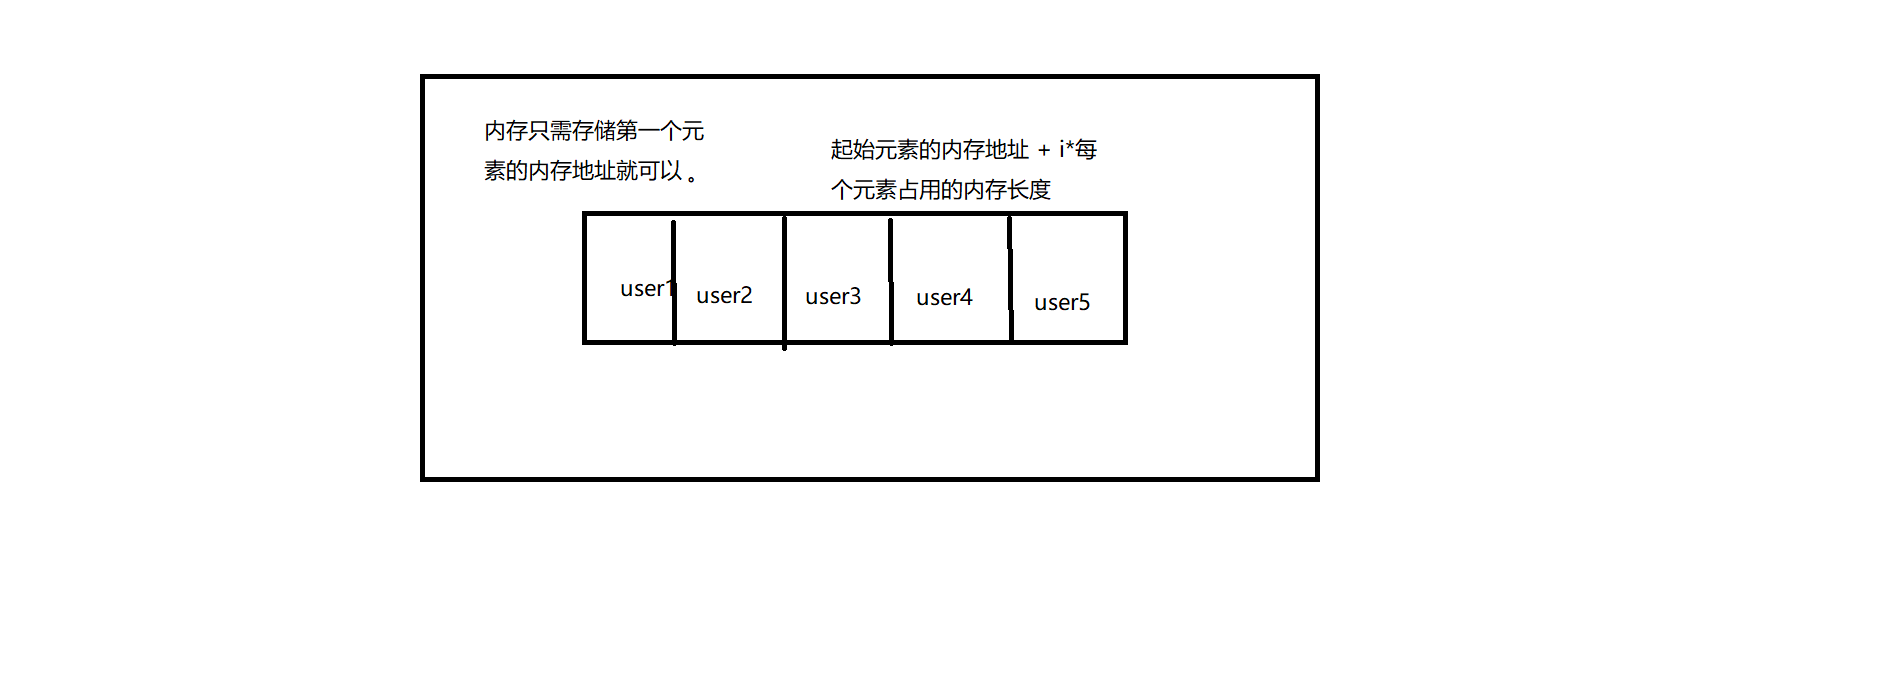 内存只需存储第一个元
素的内存地址就可以 。
起始元素的内存地址 + i*每
个元素占用的内存长度
user1
user2
user3
user4
user5